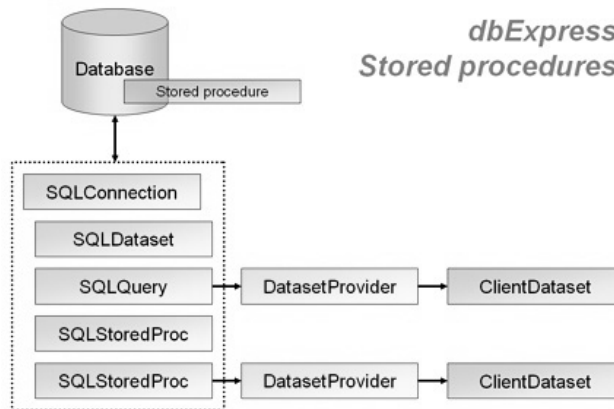 dbExpress
Stored procedures
Database
Stored procedure
SQLConnection
SQLDataset
SQLQuery
DatasetProvider
ClientDataset
SQLStoredProc
SQLStoredProc
DatasetProvider
ClientDataset